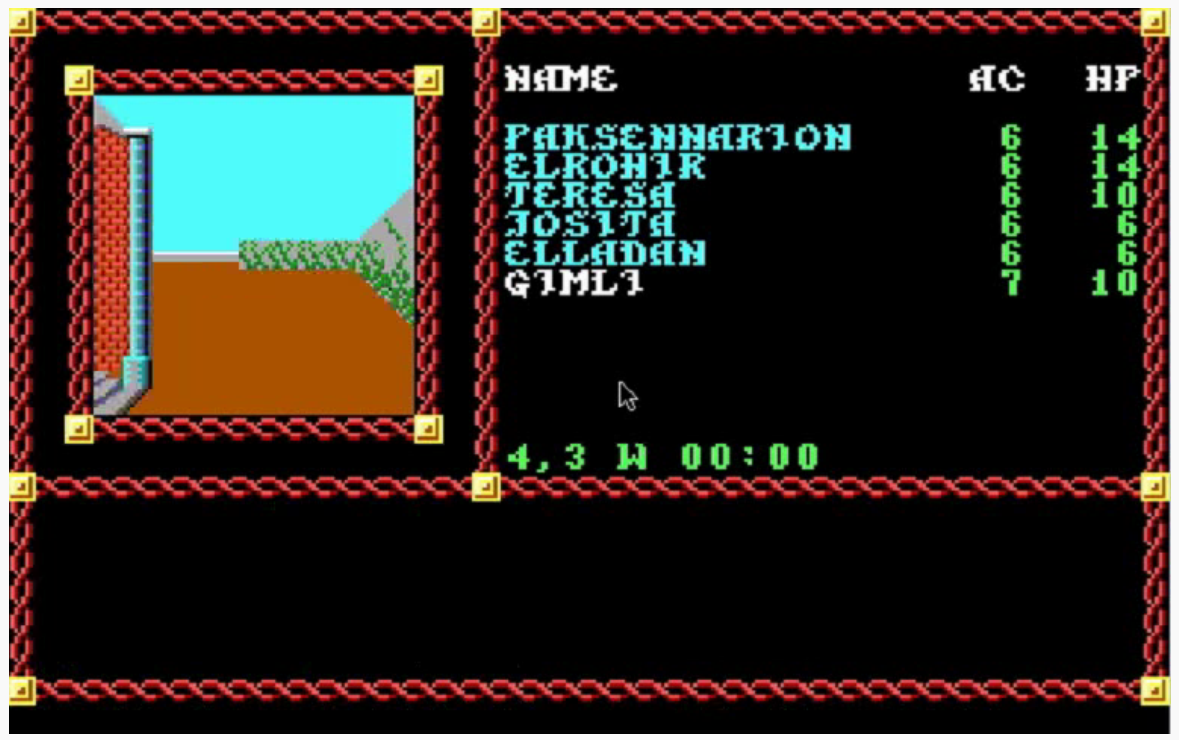 NAME AC HP
PAKSENNARION 6 14
ELROHIR 6 14
TERESA 6 10
JOSITA 6 6
ELLADAN 6 6
GIMLI 7 10
4,3 W 00:00